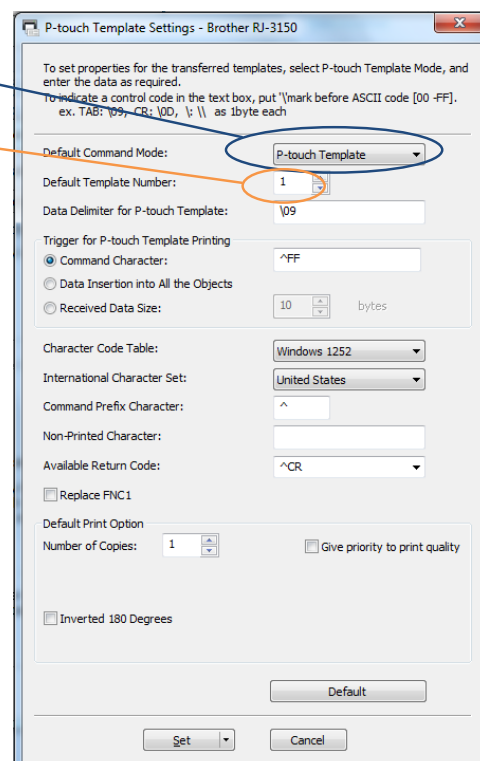 P-touch Template Settings - Brother RJ-3150
To set properties for the transferred templates, select P-touch Template Mode, and
enter the data as required.
To indicate a control code in the text box, put '\'mark before ASCII code [00 -FF].
ex. TAB: \09, CR: \0D, \: \\ as 1byte each
Default Command Mode: P-touch Template
Default Template Number: 1
Data Delimiter for P-touch Template: \09
Trigger for P-touch Template Printing
Command Character: ^FF
Data Insertion into All the Objects
Received Data Size: 10 bytes
Character Code Table: Windows 1252
International Character Set: United States
Command Prefix Character: ^
Non-Printed Character:
Available Return Code: ^CR
Replace FNC1
Default Print Option
Number of Copies: 1 Give priority to print quality
Inverted 180 Degrees
Default
Set Cancel